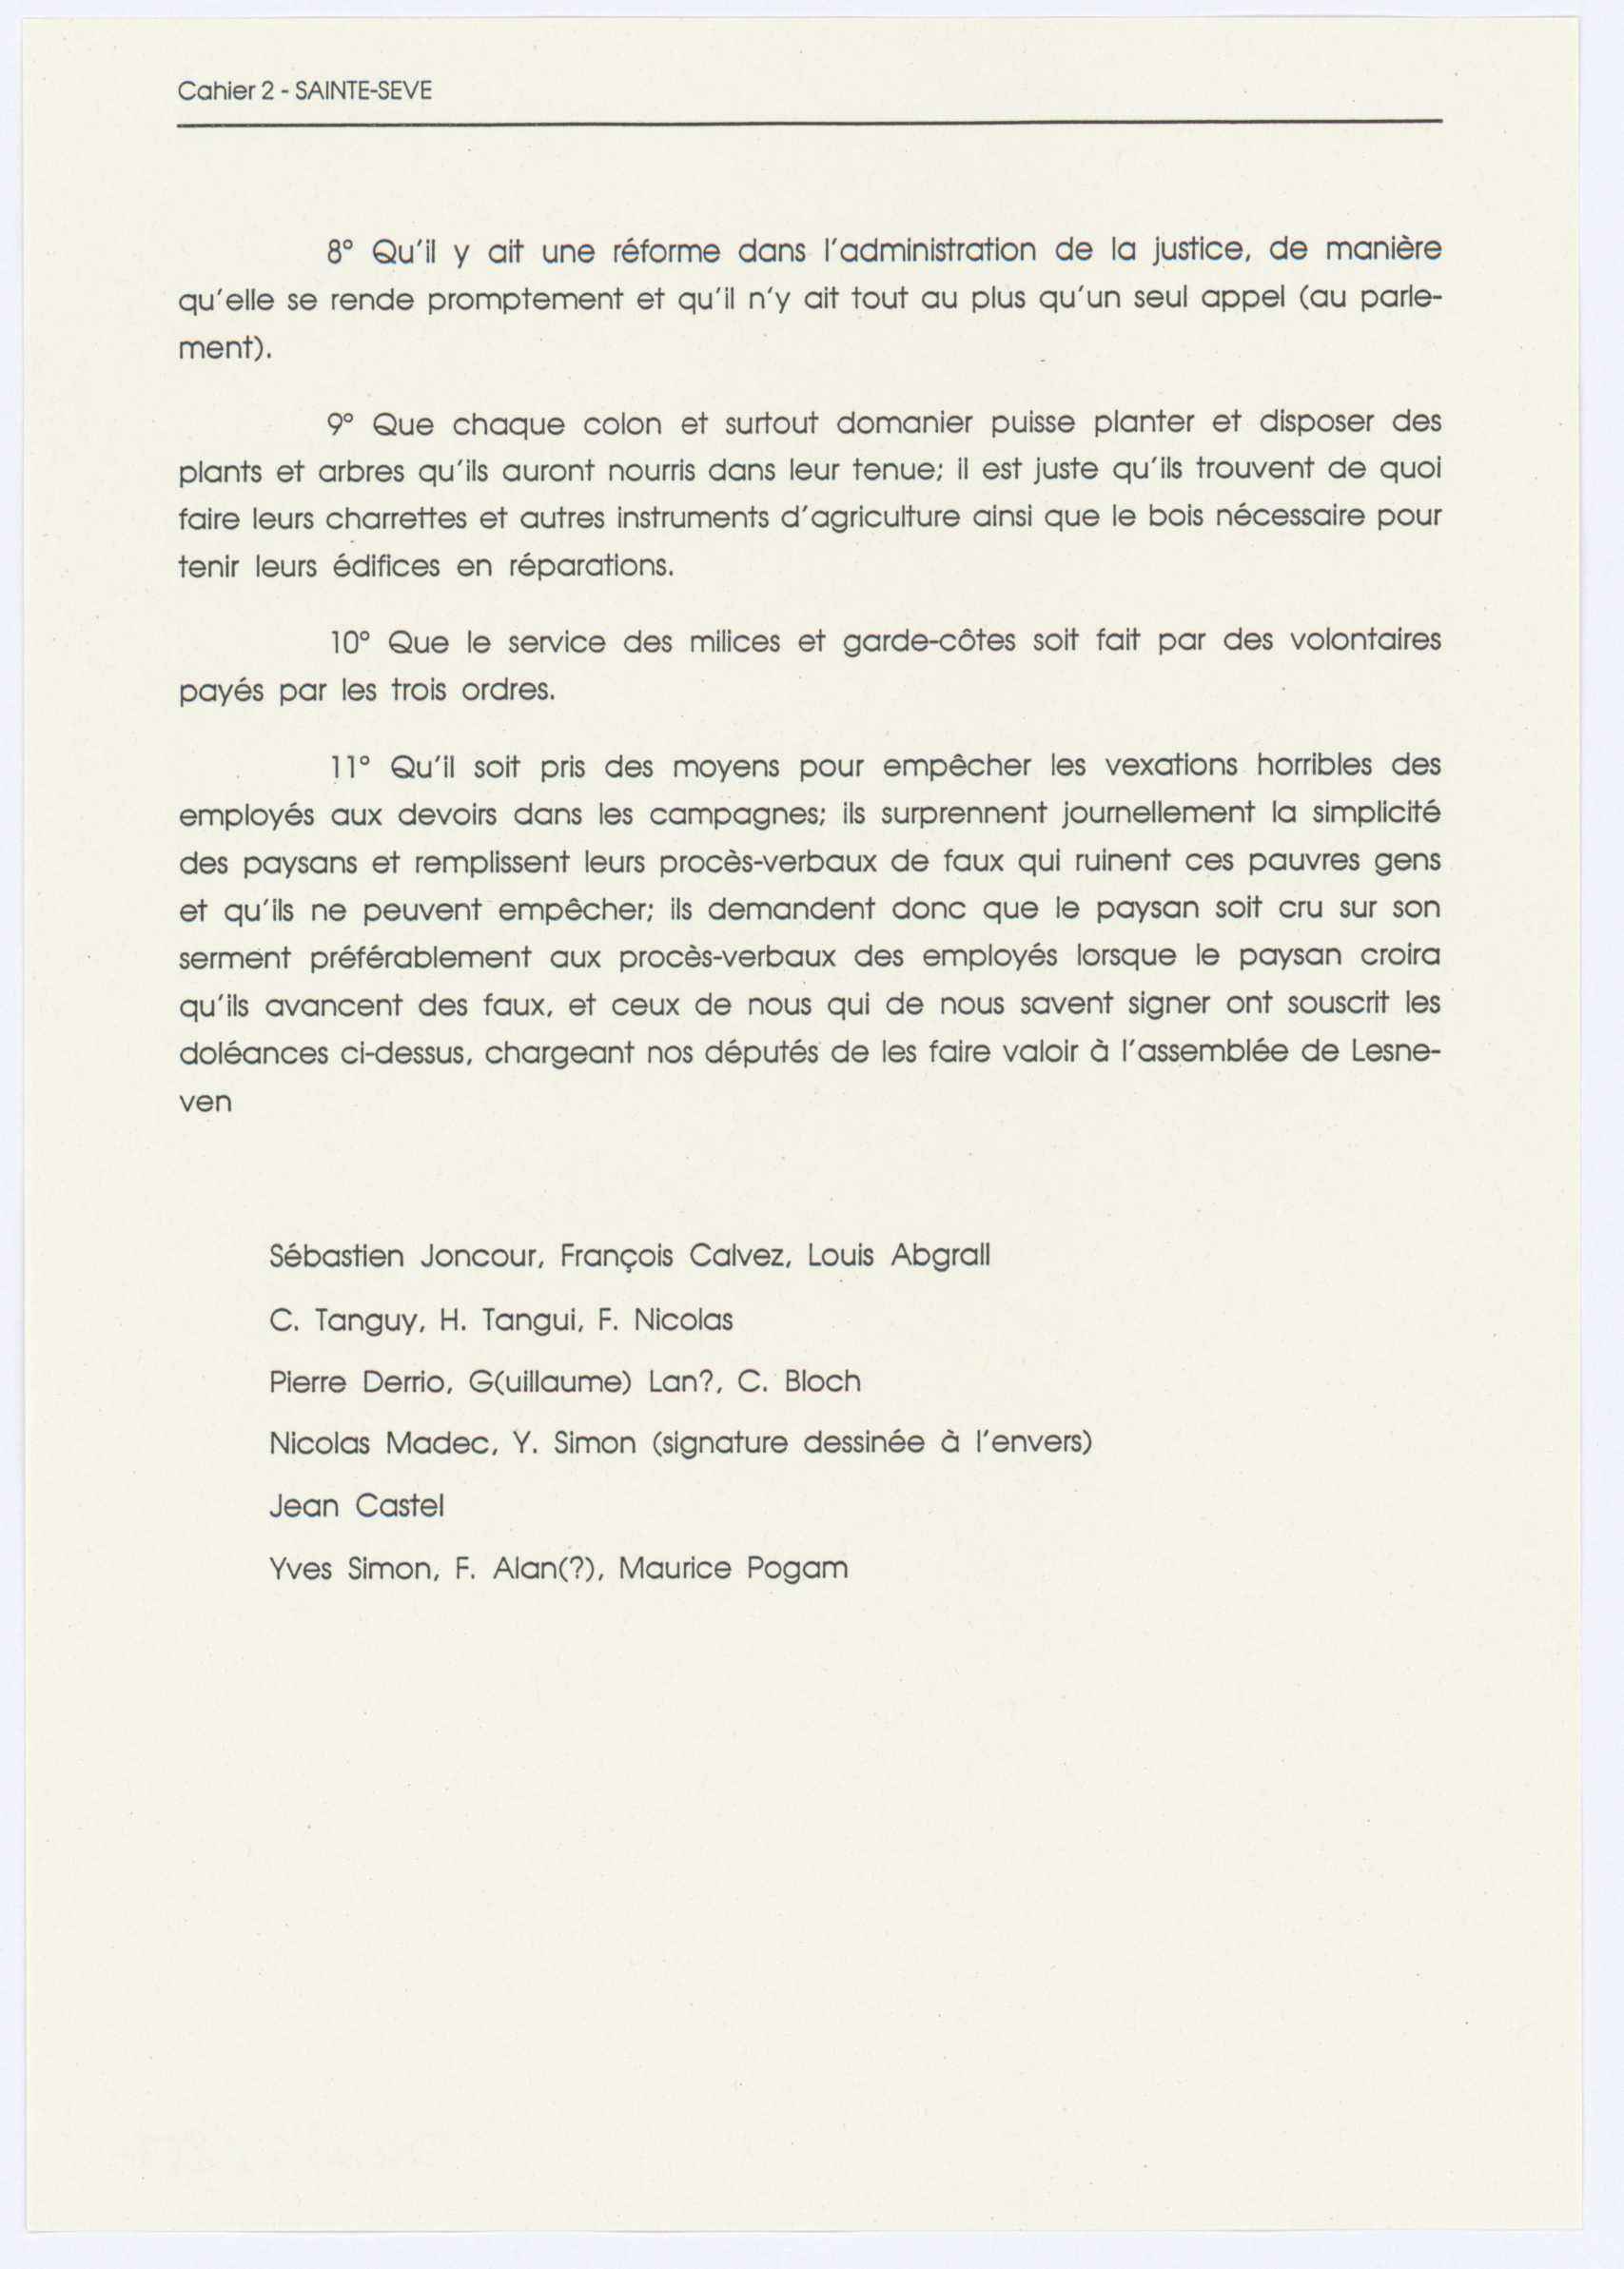 Cahier 2 - SAINTE-SEVE
8° Qu'il y ait une réforme dans l'administration de la justice, de manière
qu'elle se rende promptement et qu'il n'y ait tout au plus qu'un seul appel (au parle-
ment).
9° Que chaque colon et surtout domanier puisse planter et disposer des
plants et arbres qu'ils auront nourris dans leur tenue; il est juste qu'ils trouvent de quoi
faire leurs charrettes et autres instruments d'agriculture ainsi que le bois nécessaire pour
tenir leurs édifices en réparations.
10° Que le service des milices et garde-côtes soit fait par des volontaires
payés par les trois ordres.
11° Qu'il soit pris des moyens pour empêcher les vexations horribles des
employés aux devoirs dans les campagnes; ils surprennent journellement la simplicité
des paysans et remplissent leurs procès-verbaux de faux qui ruinent ces pauvres gens
et qu'ils ne peuvent empêcher; ils demandent donc que le paysan soit cru sur son
serment préférablement aux procès-verbaux des employés lorsque le paysan croira
qu'ils avancent des faux, et ceux de nous qui de nous savent signer ont souscrit les
doléances ci-dessus, chargeant nos députés de les faire valoir à l'assemblée de Lesne-
ven
Sébastien Joncour, François Calvez, Louis Abgrall
C. Tanguy, H. Tangui, F. Nicolas
Pierre Derrio, G(uillaume) Lan?, C. Bloch
Nicolas Madec, Y. Simon (signature dessinée à l'envers)
Jean Castel
Yves Simon, F. Alan(?), Maurice Pogam